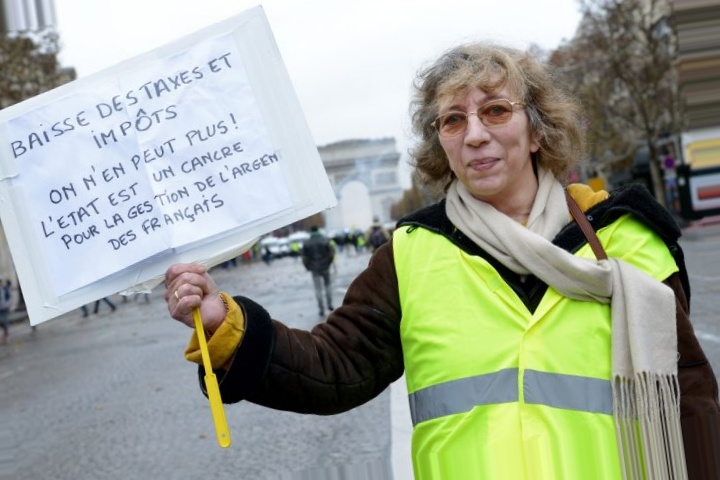 BAISSE DES TAXES ET
IMPÔTS
ON N'EN PEUT PLUS!
L'ETAT EST UN CANCRE
POUR LA GESTION DE L'ARGEN
DES FRANÇAIS